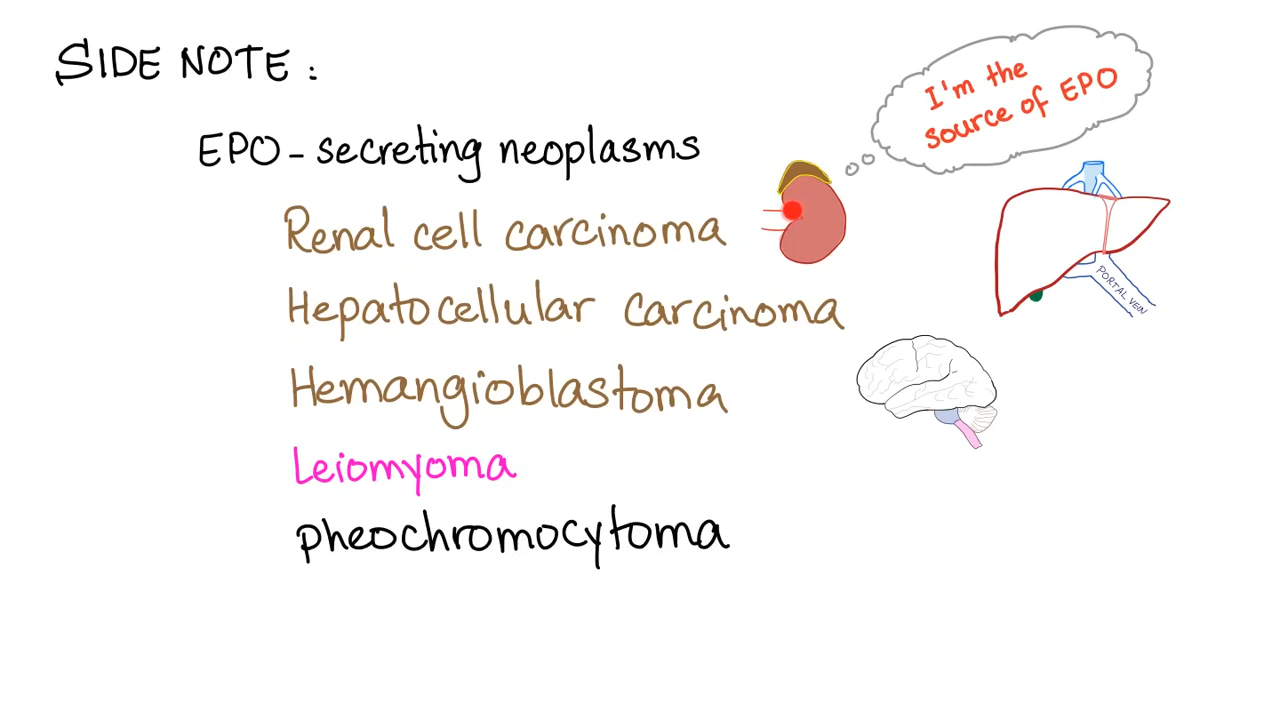 SIDE NOTE:
I'm the
source of EPO
EPO - secreting neoplasms
Renal cell carcinoma
Hepatocellular carcinoma
PORTAL VEIN
Hemangioblastoma
Leiomyoma
pheochromocytoma